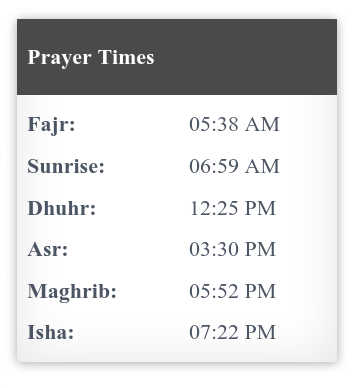 Prayer Times
Fajr: 05:38 AM
Sunrise: 06:59 AM
Dhuhr: 12:25 PM
Asr: 03:30 PM
Maghrib: 05:52 PM
Isha: 07:22 PM